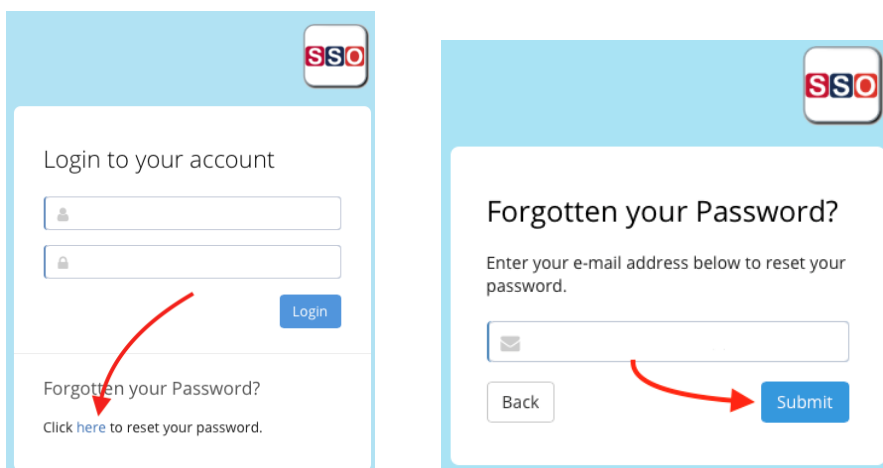 SSO
Login to your account
Login
Forgotten your Password?
Click here to reset your password.
SSO
Forgotten your Password?
Enter your e-mail address below to reset your
password.
Back
Submit